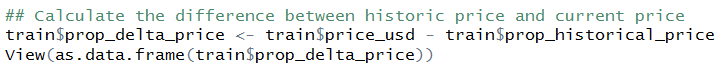 ## Calculate the difference between historic price and current price
train$prop_delta_price <- train$price_usd - train$prop_historical_price
View(as.data.frame(train$prop_delta_price))